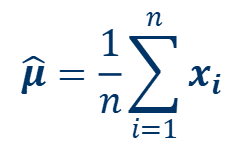 μ̂ = 1/n ∑_{i=1}^{n} x_i